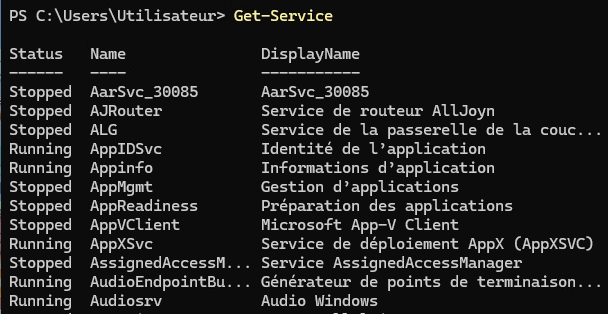 PS C:\Users\Utilisateur> Get-Service
Status Name DisplayName
------ ---- -----------
Stopped AarSvc_30085 AarSvc_30085
Stopped AJRouter Service de routeur AllJoyn
Stopped ALG Service de la passerelle de la couc...
Running AppIDSvc Identité de l’application
Running Appinfo Informations d’application
Stopped AppMgmt Gestion d’applications
Stopped AppReadiness Préparation des applications
Stopped AppVClient Microsoft App-V Client
Running AppXSvc Service de déploiement AppX (AppXSVC)
Stopped AssignedAccessM... Service AssignedAccessManager
Running AudioEndpointBu... Générateur de points de terminaison...
Running Audiosrv Audio Windows